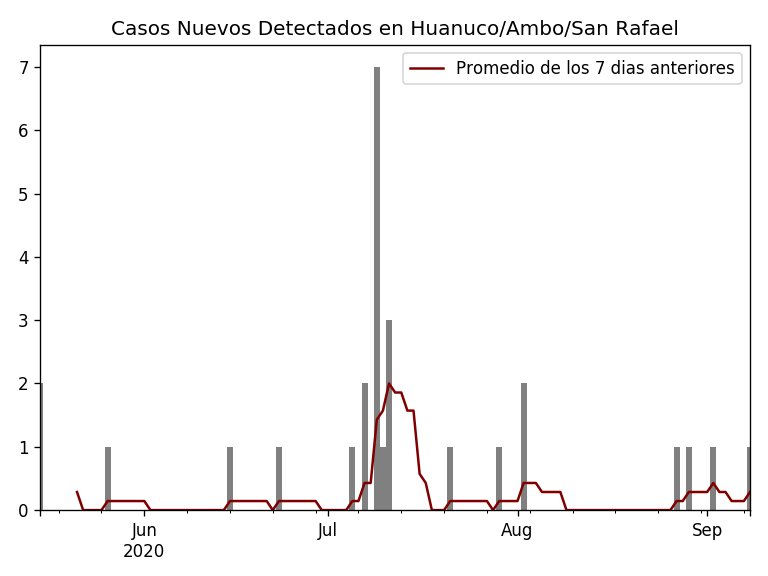 Casos Nuevos Detectados en Huanuco/Ambo/San Rafael
Promedio de los 7 dias anteriores
7
6
5
4
3
2
1
0
Jun
2020
Jul
Aug
Sep